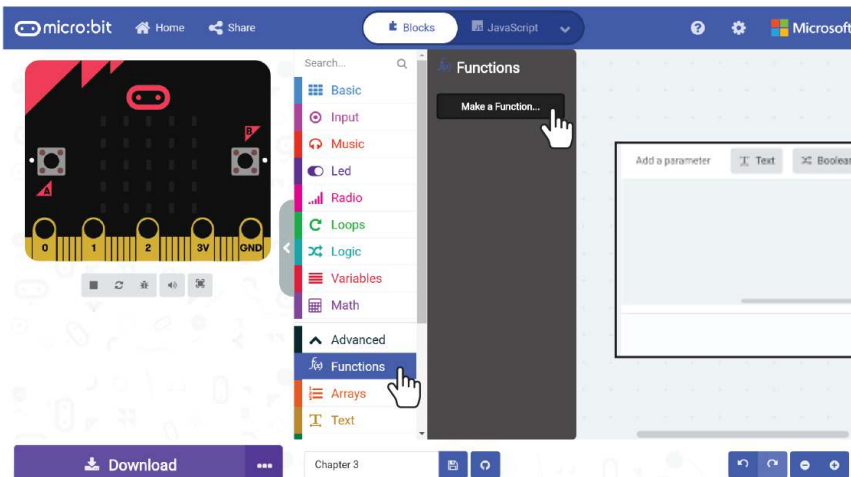 micro:bit Home Share Blocks JavaScript Microsoft
Search...
Basic
Input
Music
Led
Radio
Loops
Logic
Variables
Math
Advanced
f(x) Functions
Arrays
Text
f(x) Functions
Make a Function...
B
A
0 1 2 3V GND
Add a parameter T Text Boolean
Download
Chapter 3